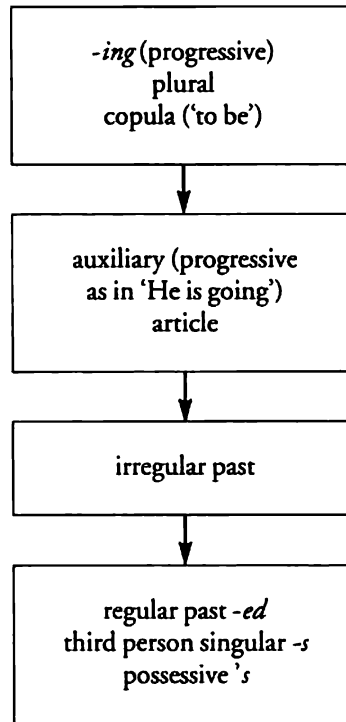 -ing (progressive)
plural
copula (‘to be’)
auxiliary (progressive
as in ‘He is going’)
article
irregular past
regular past -ed
third person singular -s
possessive ’s